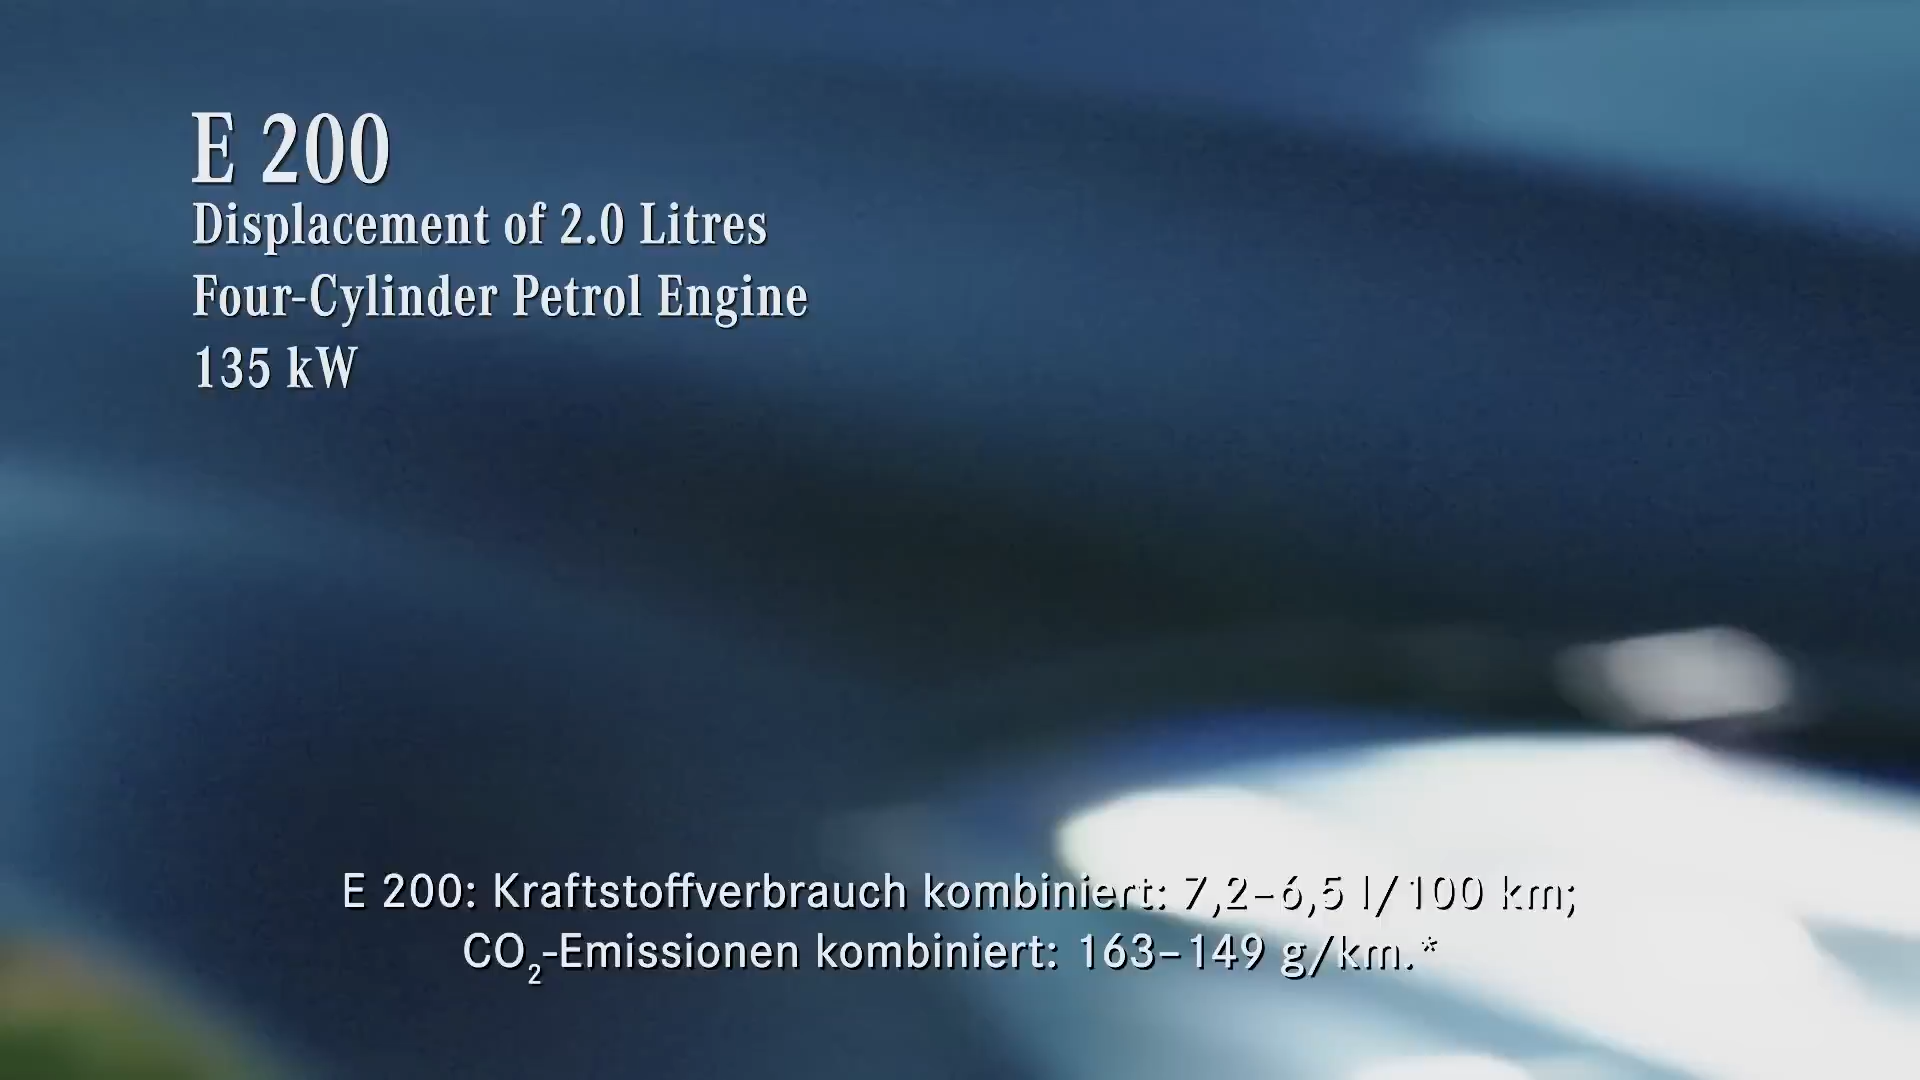 E 200
Displacement of 2.0 Litres
Four-Cylinder Petrol Engine
135 kW
E 200: Kraftstoffverbrauch kombiniert: 7,2–6,5 l/100 km;
CO₂-Emissionen kombiniert: 163–149 g/km.*